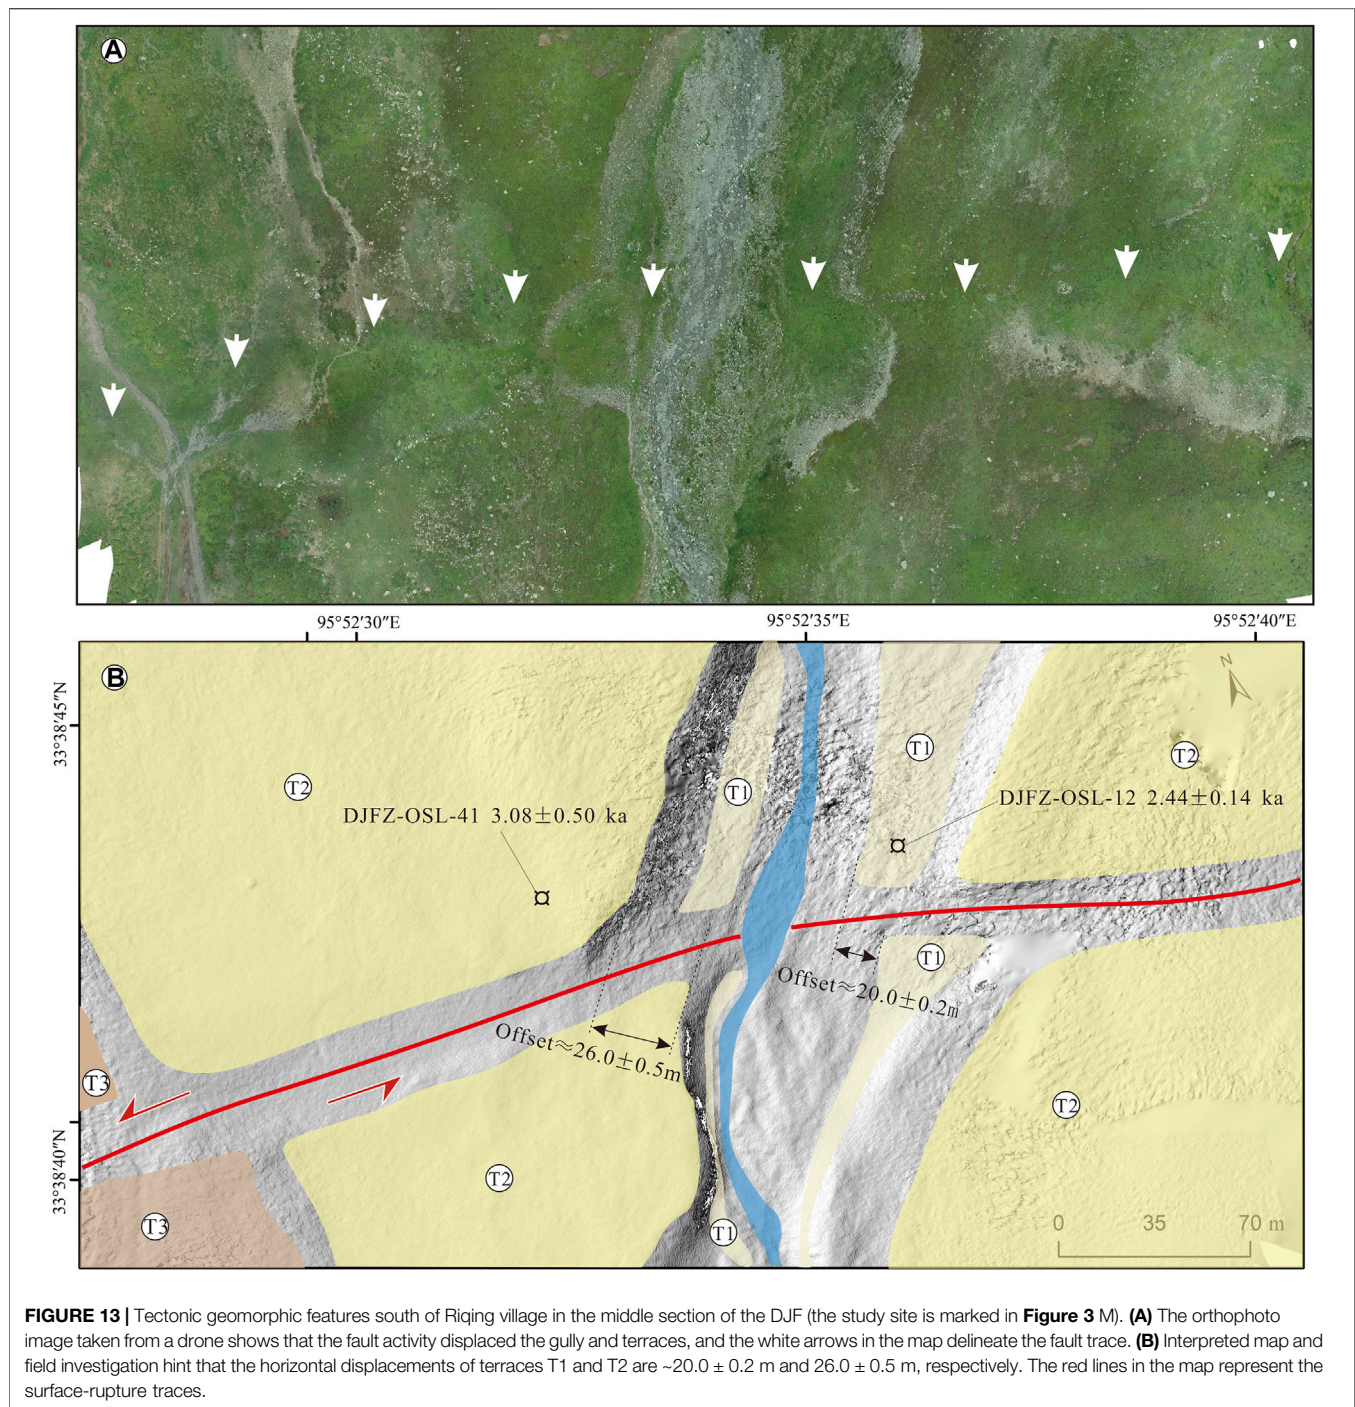 A
95°52′30″E
95°52′35″E
95°52′40″E
B
N
33°38′45″N
T1
T2
T2
T1
DJFZ-OSL-41 3.08±0.50 ka
DJFZ-OSL-12 2.44±0.14 ka
T1
Offset≈20.0±0.2m
Offset≈26.0±0.5m
T3
T2
33°38′40″N
T2
T3
T1
0 35 70 m
FIGURE 13 | Tectonic geomorphic features south of Riqing village in the middle section of the DJF (the study site is marked in Figure 3 M). (A) The orthophoto
image taken from a drone shows that the fault activity displaced the gully and terraces, and the white arrows in the map delineate the fault trace. (B) Interpreted map and
field investigation hint that the horizontal displacements of terraces T1 and T2 are ~20.0 ± 0.2 m and 26.0 ± 0.5 m, respectively. The red lines in the map represent the
surface-rupture traces.